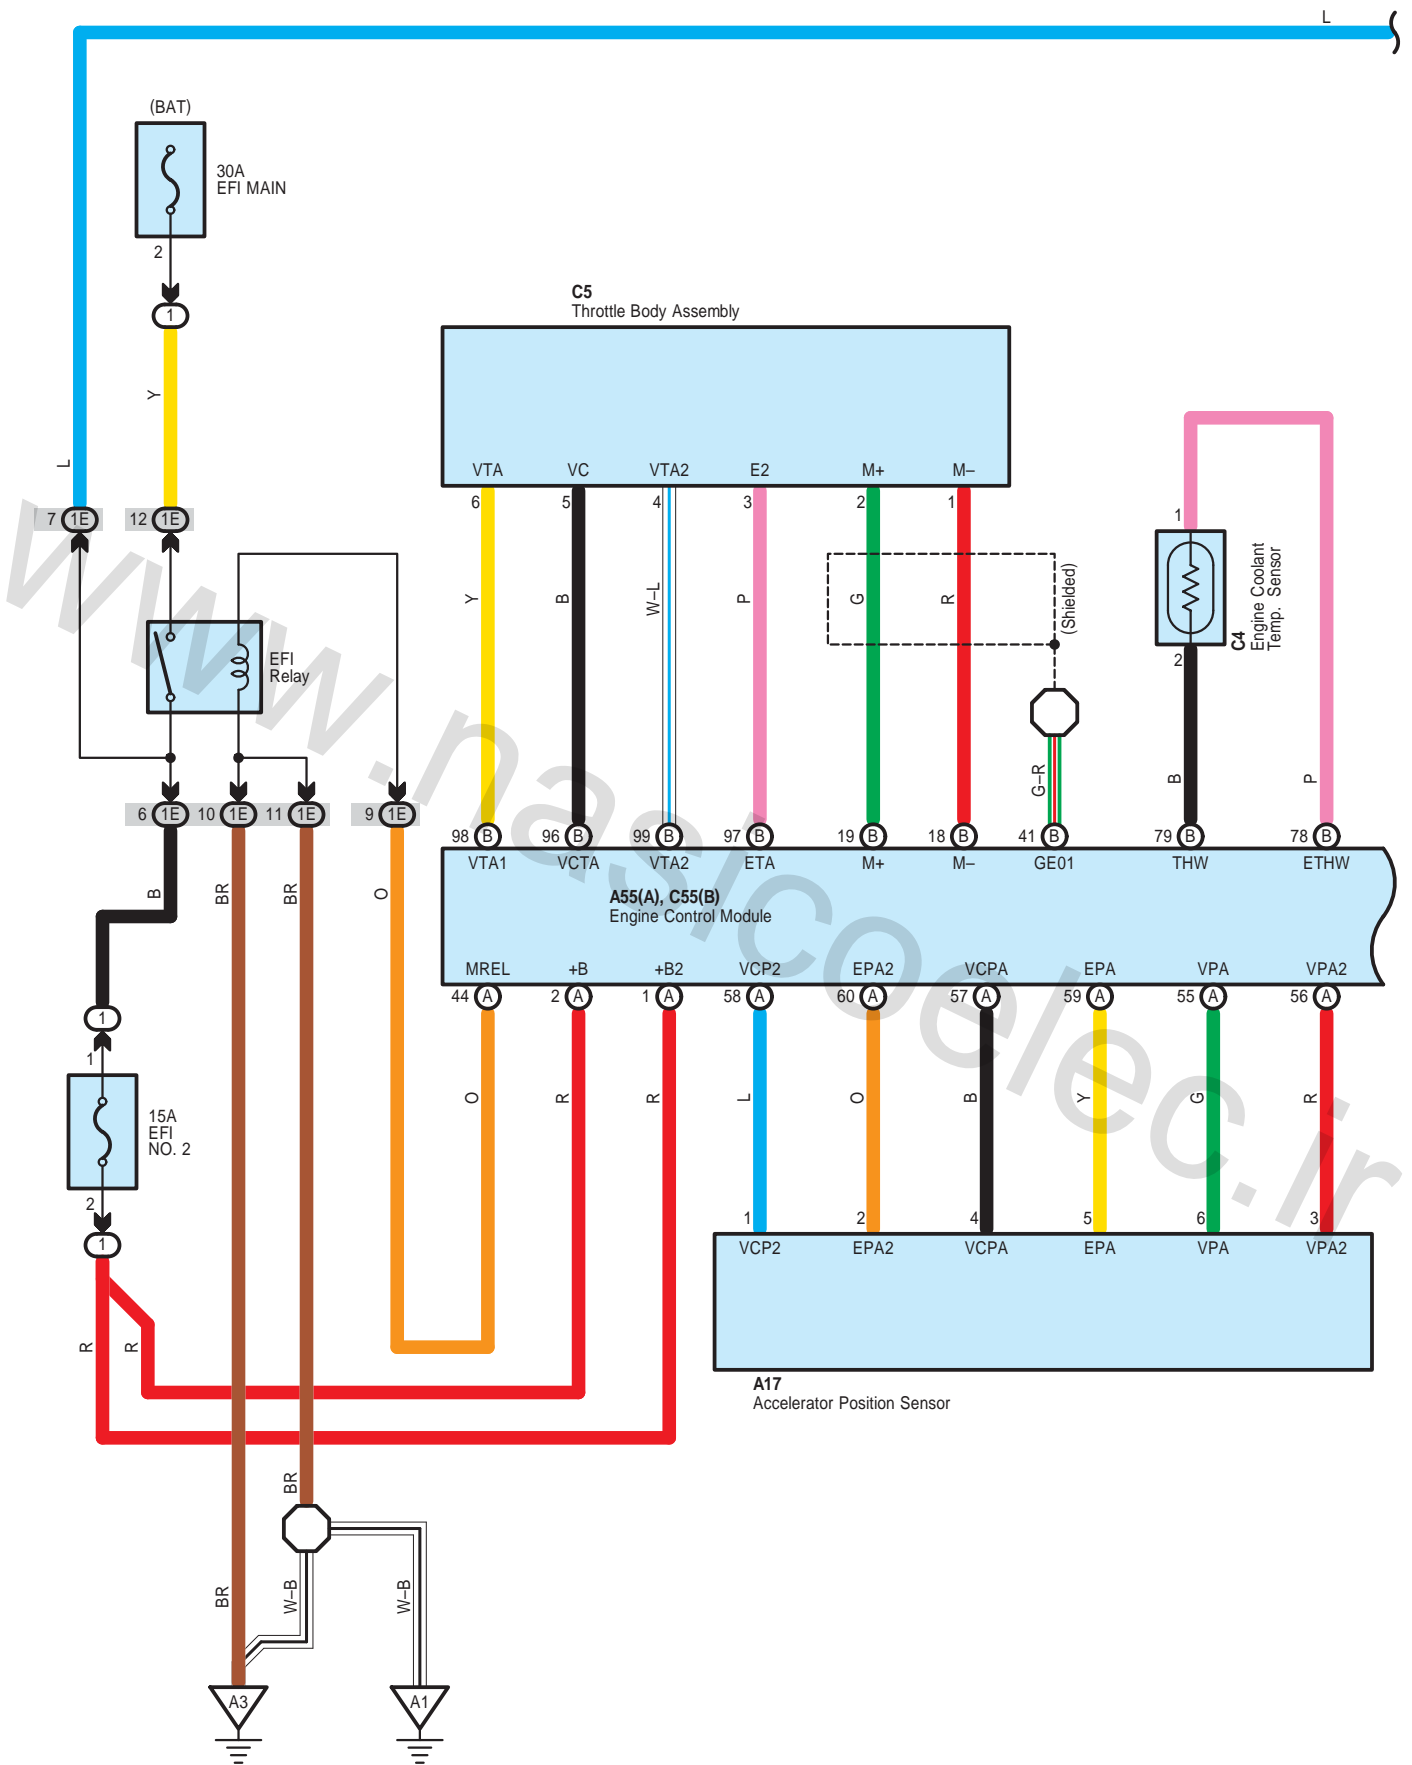 L
(BAT)
30A
EFI MAIN
2
1
Y
L
7 1E
12 1E
C5
Throttle Body Assembly
VTA VC VTA2 E2 M+ M–
6 5 4 3 2 1
Y B W–L P G R
(Shielded)
G–R
1
C4
Engine Coolant
Temp. Sensor
2
B P
EFI
Relay
6 1E 10 1E 11 1E 9 1E
98 B 96 B 99 B 97 B 19 B 18 B 41 B 79 B 78 B
VTA1 VCTA VTA2 ETA M+ M– GE01 THW ETHW
A55(A), C55(B)
Engine Control Module
B BR BR O
MREL +B +B2 VCP2 EPA2 VCPA EPA VPA VPA2
44 A 2 A 1 A 58 A 60 A 57 A 59 A 55 A 56 A
1
1
15A
EFI
NO. 2
2
1
O R R L O B Y G R
1 2 4 5 6 3
VCP2 EPA2 VCPA EPA VPA VPA2
R R
A17
Accelerator Position Sensor
BR
BR W–B W–B
A3 A1
www.nasicoelec.ir